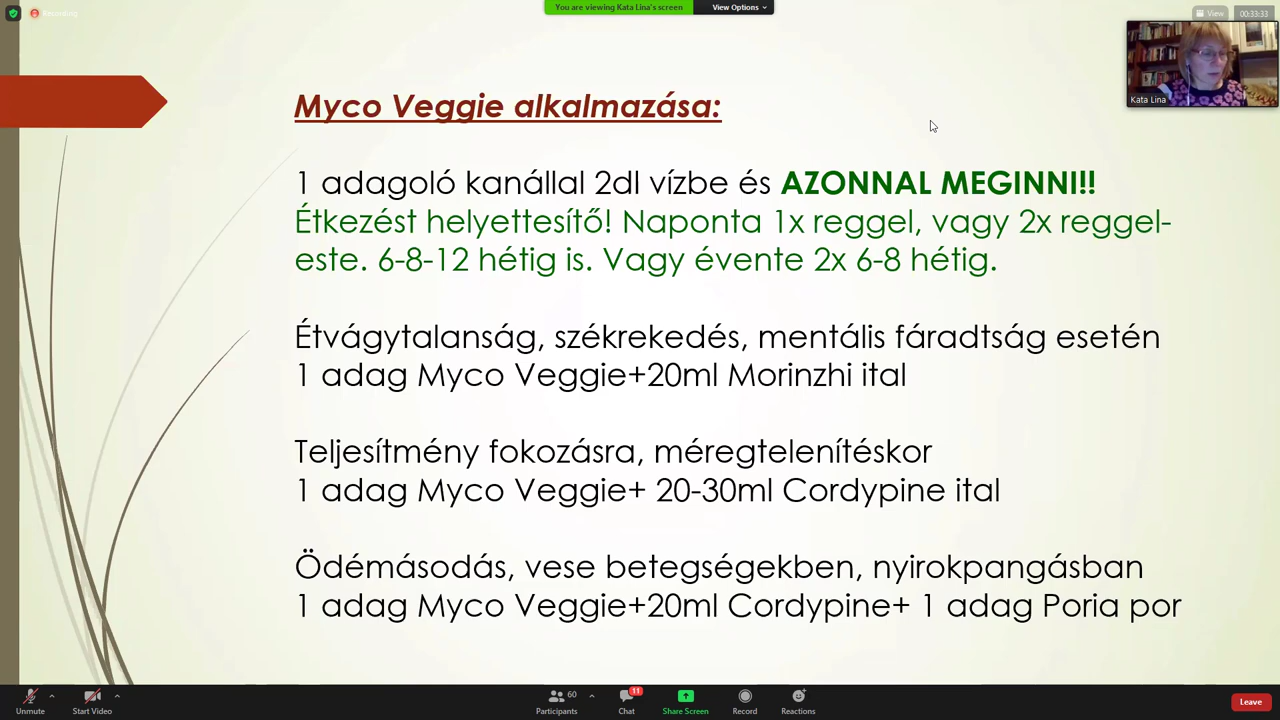 Recording
You are viewing Kata Lina's screen
View Options
View
00:33:33
Kata Lina
Myco Veggie alkalmazása:
1 adagoló kanállal 2dl vízbe és AZONNAL MEGINNI!!
Étkezést helyettesítő! Naponta 1x reggel, vagy 2x reggel-
este. 6-8-12 hétig is. Vagy évente 2x 6-8 hétig.
Étvágytalanság, székrekedés, mentális fáradtság esetén
1 adag Myco Veggie+20ml Morinzhi ital
Teljesítmény fokozásra, méregtelenítéskor
1 adag Myco Veggie+ 20-30ml Cordypine ital
Ödémásodás, vese betegségekben, nyirokpangásban
1 adag Myco Veggie+20ml Cordypine+ 1 adag Poria por
60
11
Unmute
Start Video
Participants
Chat
Share Screen
Record
Reactions
Leave